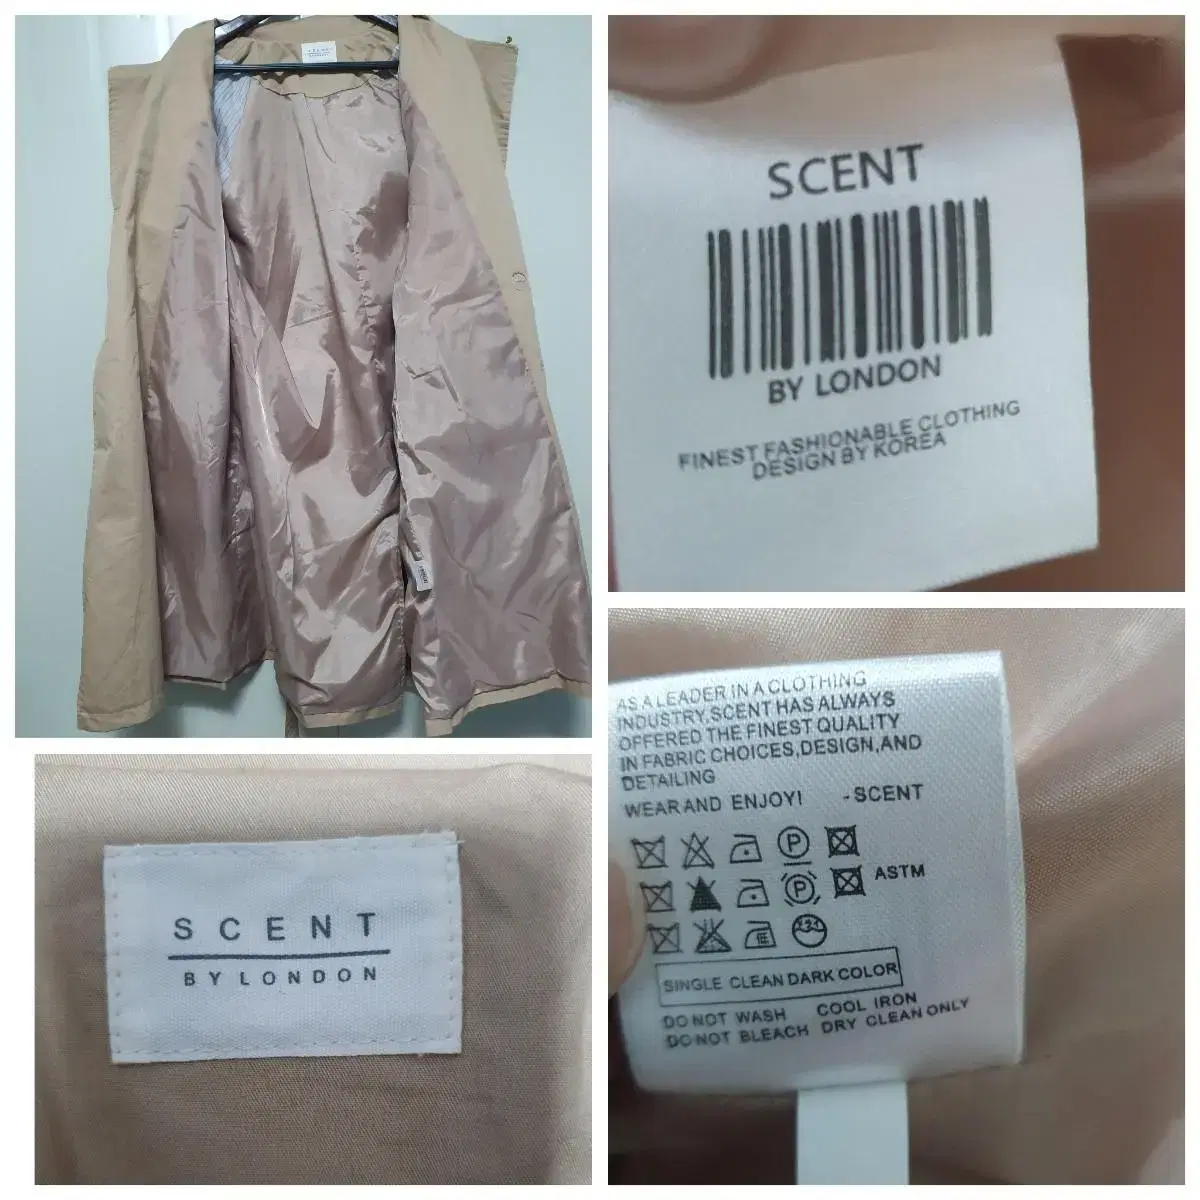 SCENT
BY LONDON
FINEST FASHIONABLE CLOTHING
DESIGN BY KOREA
SCENT
BY LONDON
AS A LEADER IN A CLOTHING
INDUSTRY,SCENT HAS ALWAYS
OFFERED THE FINEST QUALITY
IN FABRIC CHOICES,DESIGN,AND
DETAILING
WEAR AND ENJOY! -SCENT
P
P
ASTM
SINGLE CLEAN DARK COLOR
DO NOT WASH COOL IRON
DO NOT BLEACH DRY CLEAN ONLY